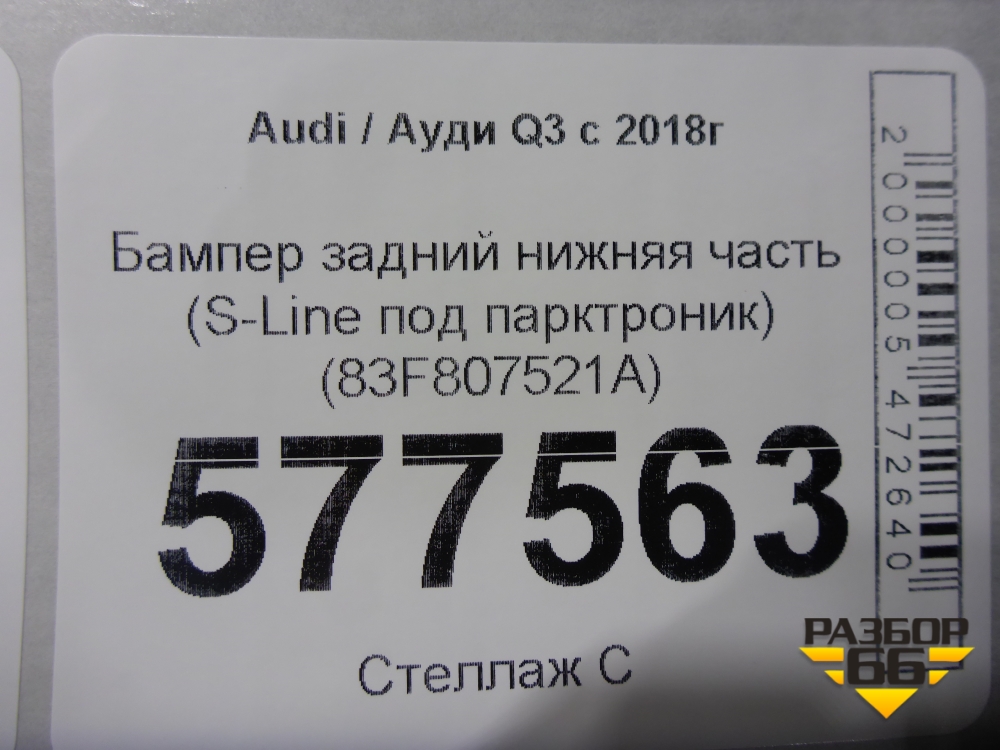 Audi / Ауди Q3 с 2018г
Бампер задний нижняя часть
(S-Line под парктроник)
(83F807521A)
577563
Стеллаж С
2000005472640
РАЗБОР
66